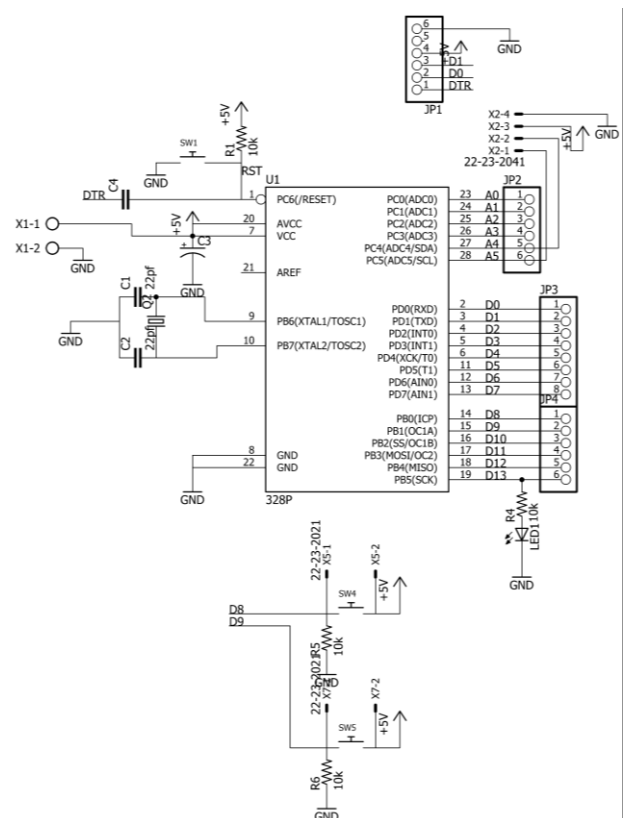 6
5
4
3
2
1
+5V
D1
D0
DTR
JP1
GND
X2-4
X2-3
X2-2
X2-1
+5V
GND
22-23-2041
+5V
R1
10k
SW1
GND
RST
DTR
C4
X1-1
X1-2
GND
+5V
C3
GND
C1
22pf
Q2
C2
22pf
GND
GND
U1
1
PC6(/RESET)
20
AVCC
7
VCC
21
AREF
9
PB6(XTAL1/TOSC1)
10
PB7(XTAL2/TOSC2)
8
GND
22
GND
328P
PC0(ADC0) 23 A0
PC1(ADC1) 24 A1
PC2(ADC2) 25 A2
PC3(ADC3) 26 A3
PC4(ADC4/SDA) 27 A4
PC5(ADC5/SCL) 28 A5
JP2
1
2
3
4
5
6
PD0(RXD) 2 D0
PD1(TXD) 3 D1
PD2(INT0) 4 D2
PD3(INT1) 5 D3
PD4(XCK/T0) 6 D4
PD5(T1) 11 D5
PD6(AIN0) 12 D6
PD7(AIN1) 13 D7
JP3
1
2
3
4
5
6
7
8
PB0(ICP) 14 D8
PB1(OC1A) 15 D9
PB2(SS/OC1B) 16 D10
PB3(MOSI/OC2) 17 D11
PB4(MISO) 18 D12
PB5(SCK) 19 D13
JP4
1
2
3
4
5
6
R4
10k
LED1
GND
22-23-2021
X5-1
X5-2
SW4
+5V
D8
D9
R5
10k
GND
22-23-2021
X7-2
SW5
+5V
R6
10k
GND